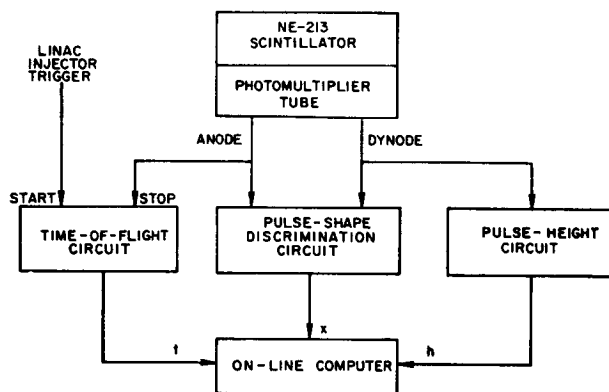 LINAC
INJECTOR
TRIGGER
NE-213
SCINTILLATOR
PHOTOMULTIPLIER
TUBE
ANODE
DYNODE
START
STOP
TIME-OF-FLIGHT
CIRCUIT
PULSE-SHAPE
DISCRIMINATION
CIRCUIT
PULSE-HEIGHT
CIRCUIT
t
x
h
ON-LINE COMPUTER